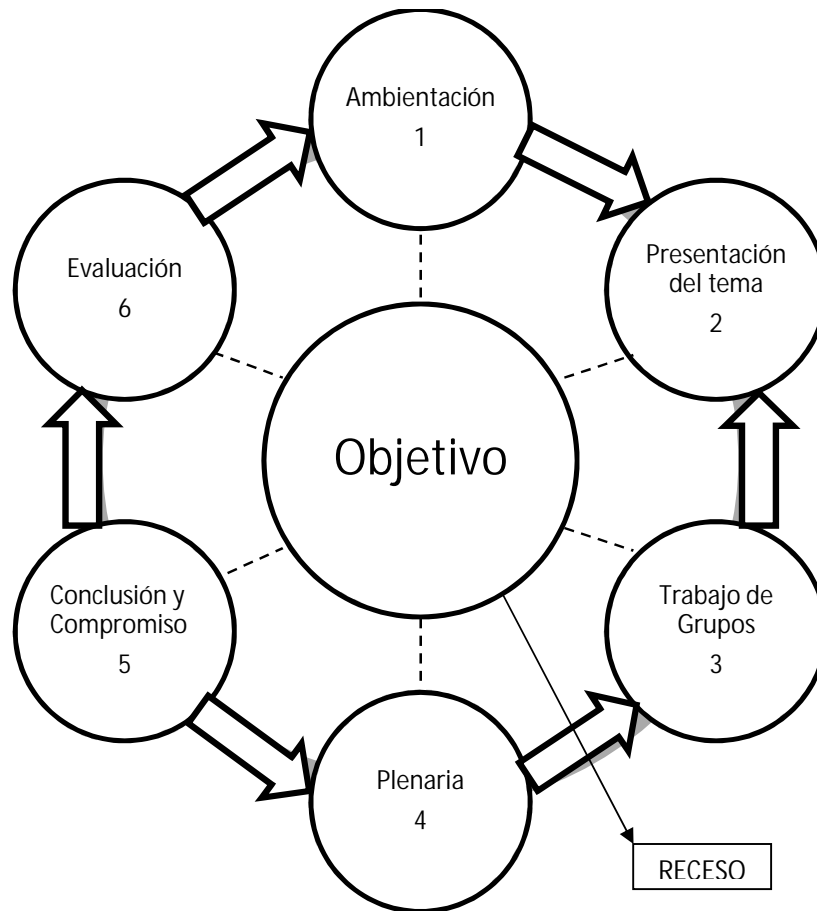 Ambientación
1
Presentación
del tema
2
Trabajo de
Grupos
3
Plenaria
4
Conclusión y
Compromiso
5
Evaluación
6
Objetivo
RECESO